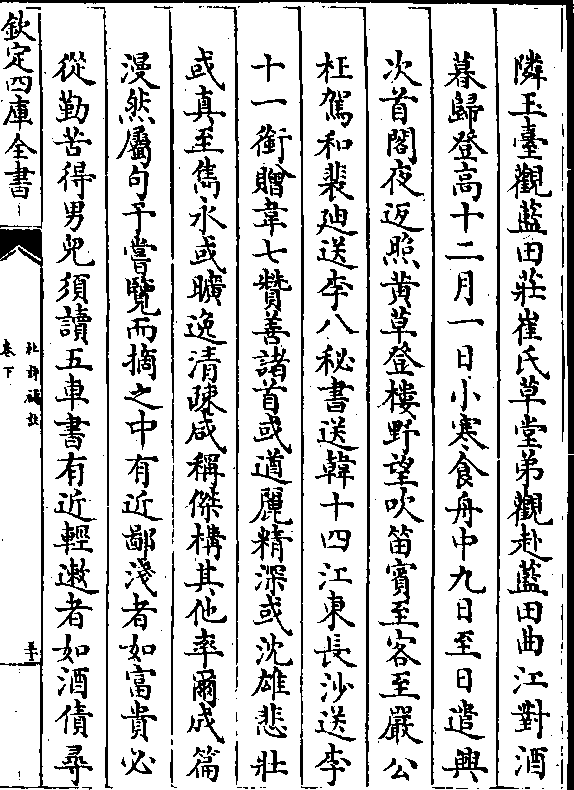 隣玉臺觀藍田莊崔氏草堂弟觀赴藍田曲江對酒
暮歸登高十二月一日小寒食舟中九日至日遣興
次首閣夜返照黄草登樓野望吹笛賔至客至嚴公
枉駕和裴廸送李八秘書送韓十四江東長沙送李
十一銜贈韋七贊善諸首或遒麗精深或沈雄悲壯
或真至雋永或曠逸清疎咸稱傑構其他率爾成篇
漫然屬句予嘗覽而摘之中有近鄙淺者如富貴必
從勤苦得男兒須讀五車書有近輕遬者如酒債尋
欽定四庫全書
卷下